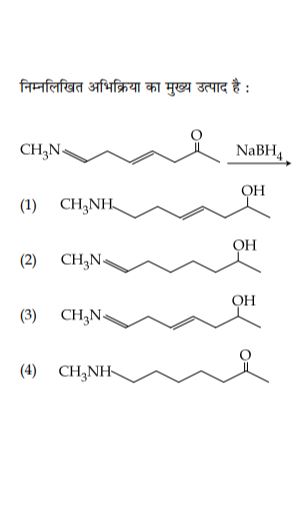 निम्नलिखित अभिक्रिया का मुख्य उत्पाद है :
O
CH₃N NaBH₄
OH
(1) CH₃NH
OH
(2) CH₃N
OH
(3) CH₃N
O
(4) CH₃NH